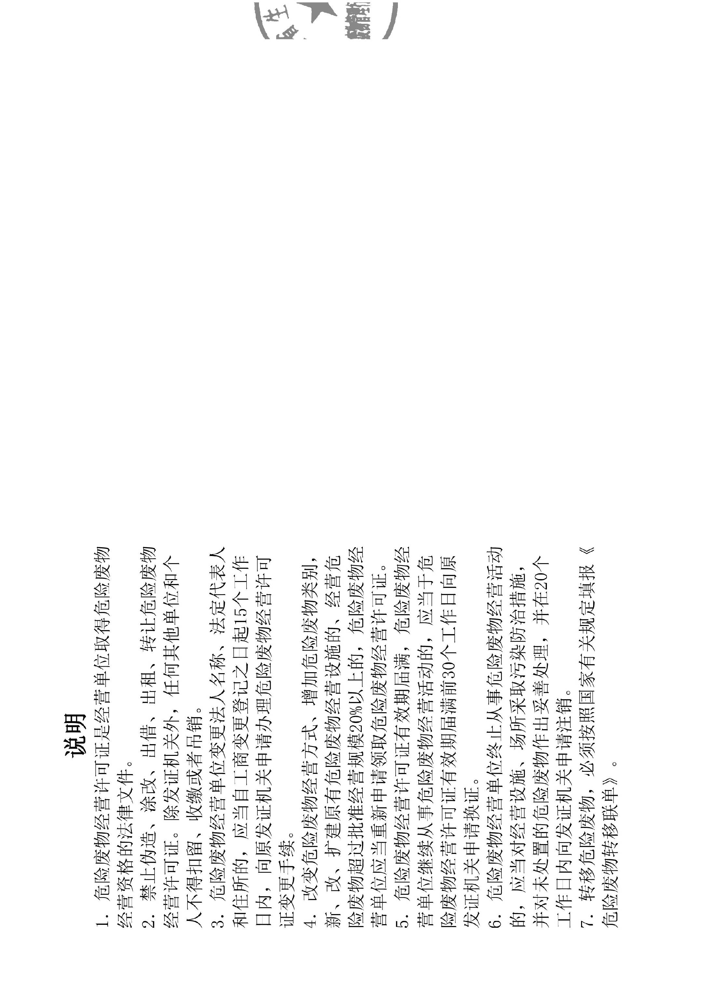 说明
1. 危险废物经营许可证是经营单位取得危险废物
经营资格的法律文件。
2. 禁止伪造、涂改、出借、出租、转让危险废物
经营许可证。除发证机关外，任何其他单位和个
人不得扣留、收缴或者吊销。
3. 危险废物经营单位变更法人名称、法定代表人
和住所的，应当自工商变更登记之日起15个工作
日内，向原发证机关申请办理危险废物经营许可
证变更手续。
4. 改变危险废物经营方式、增加危险废物类别，
新、改、扩建原有危险废物经营设施的、经营危
险废物超过批准经营规模20%以上的，危险废物经
营单位应当重新申请领取危险废物经营许可证。
5. 危险废物经营许可证有效期届满，危险废物经
营单位继续从事危险废物经营活动的，应当于危
险废物经营许可证有效期届满前30个工作日向原
发证机关申请换证。
6. 危险废物经营单位终止从事危险废物经营活动
的，应当对经营设施、场所采取污染防治措施，
并对未处置的危险废物作出妥善处理，并在20个
工作日内向发证机关申请注销。
7. 转移危险废物，必须按照国家有关规定填报《
危险废物转移联单》。
生